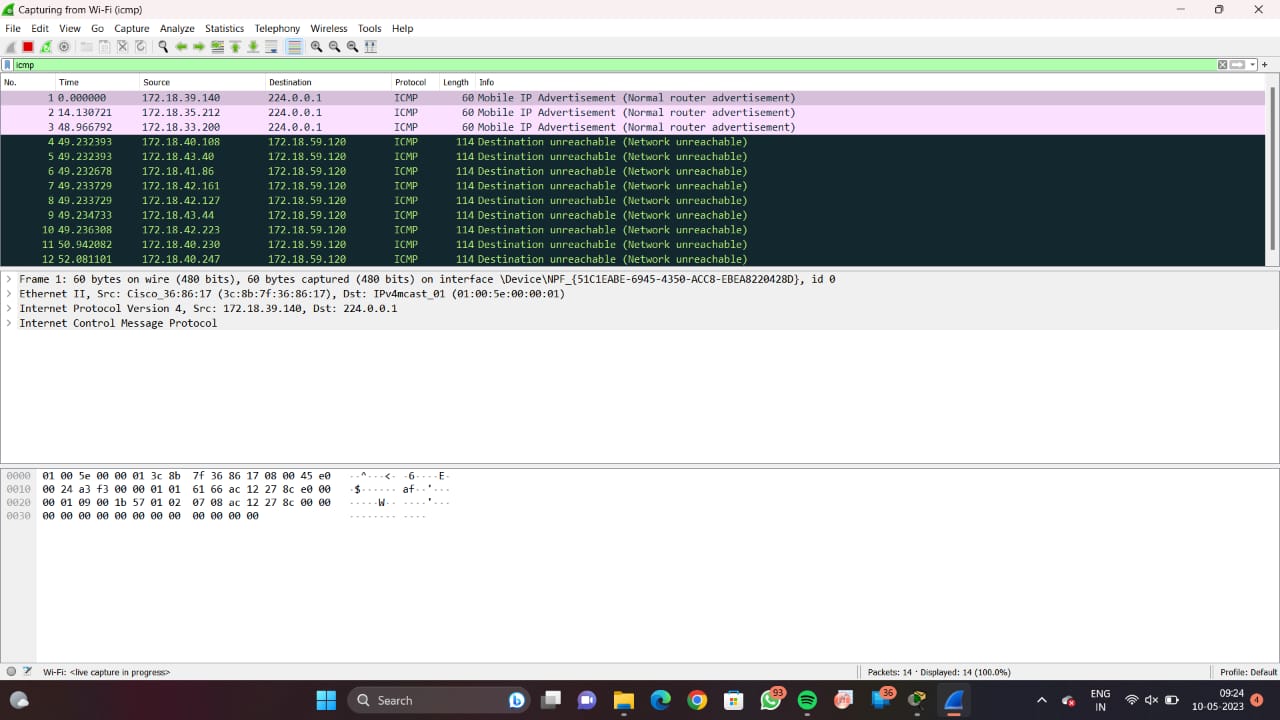 Capturing from Wi-Fi (icmp)
File Edit View Go Capture Analyze Statistics Telephony Wireless Tools Help
icmp
No. Time Source Destination Protocol Length Info
1 0.000000 172.18.39.140 224.0.0.1 ICMP 60 Mobile IP Advertisement (Normal router advertisement)
2 14.130721 172.18.35.212 224.0.0.1 ICMP 60 Mobile IP Advertisement (Normal router advertisement)
3 48.966792 172.18.33.200 224.0.0.1 ICMP 60 Mobile IP Advertisement (Normal router advertisement)
4 49.232393 172.18.40.108 172.18.59.120 ICMP 114 Destination unreachable (Network unreachable)
5 49.232393 172.18.43.40 172.18.59.120 ICMP 114 Destination unreachable (Network unreachable)
6 49.232678 172.18.41.86 172.18.59.120 ICMP 114 Destination unreachable (Network unreachable)
7 49.233729 172.18.42.161 172.18.59.120 ICMP 114 Destination unreachable (Network unreachable)
8 49.233729 172.18.42.127 172.18.59.120 ICMP 114 Destination unreachable (Network unreachable)
9 49.234733 172.18.43.44 172.18.59.120 ICMP 114 Destination unreachable (Network unreachable)
10 49.236308 172.18.42.223 172.18.59.120 ICMP 114 Destination unreachable (Network unreachable)
11 50.942082 172.18.40.230 172.18.59.120 ICMP 114 Destination unreachable (Network unreachable)
12 52.081101 172.18.40.247 172.18.59.120 ICMP 114 Destination unreachable (Network unreachable)
Frame 1: 60 bytes on wire (480 bits), 60 bytes captured (480 bits) on interface \Device\NPF_{51C1EABE-6945-4350-ACC8-EBEA8220428D}, id 0
Ethernet II, Src: Cisco_36:86:17 (3c:8b:7f:36:86:17), Dst: IPv4mcast_01 (01:00:5e:00:00:01)
Internet Protocol Version 4, Src: 172.18.39.140, Dst: 224.0.0.1
Internet Control Message Protocol
0000 01 00 5e 00 00 01 3c 8b 7f 36 86 17 08 00 45 e0 ··^···<· ·6····E·
0010 00 24 a3 f3 00 00 01 01 61 66 ac 12 27 8c e0 00 ·$······ af··'···
0020 00 01 09 00 1b 57 01 02 07 08 ac 12 27 8c 00 00 ·····W·· ····'···
0030 00 00 00 00 00 00 00 00 00 00 00 00 ········ ····
Wi-Fi: <live capture in progress> Packets: 14 · Displayed: 14 (100.0%) Profile: Default
Search 93 36 ENG IN 09:24 10-05-2023 4